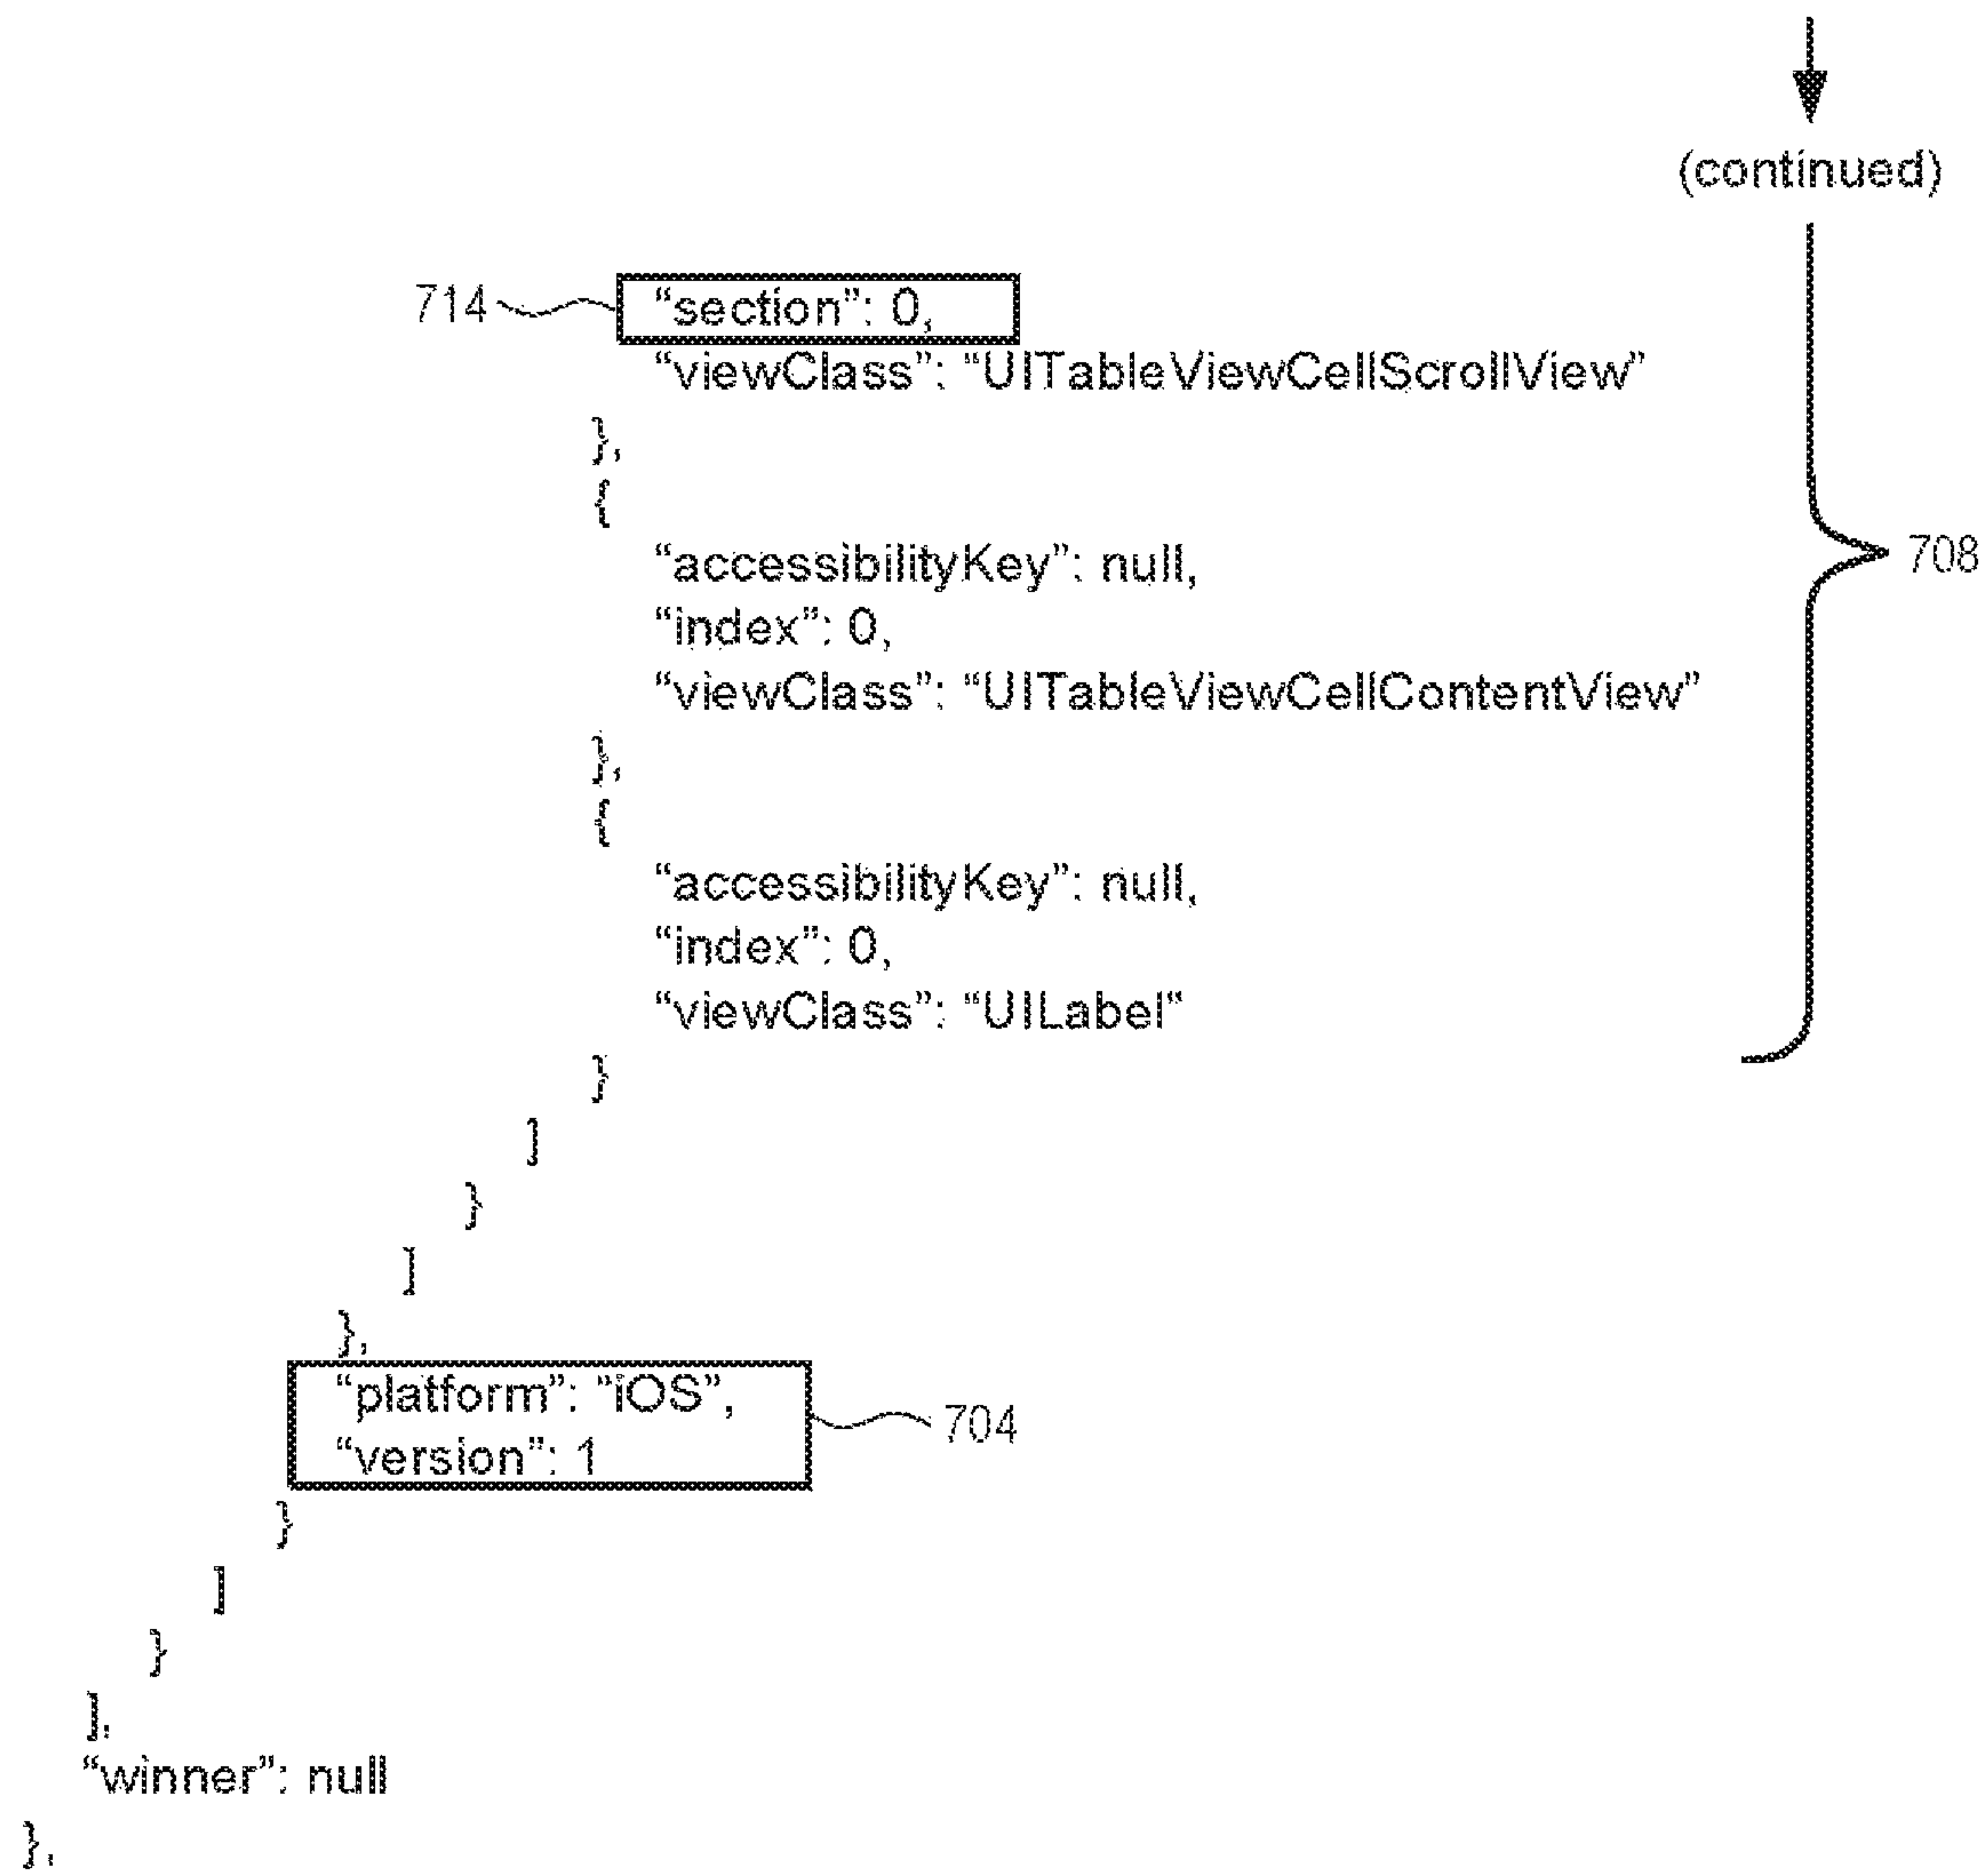 (continued)
714 “section”: 0,
“viewClass”: “UITableViewCellScrollView”
},
{
“accessibilityKey”: null,
“index”: 0,
708
“viewClass”: “UITableViewCellContentView”
},
{
“accessibilityKey”: null,
“index”: 0,
“viewClass”: “UILabel“
}
]
}
]
},
“platform”: “iOS”,
704
“version”: 1
}
]
}
],
“winner”: null
},